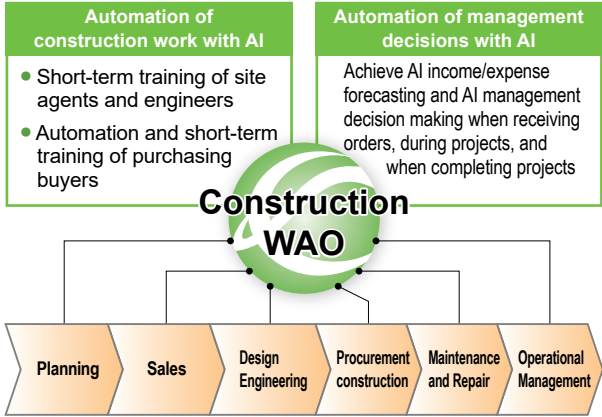 Automation of
construction work with AI
• Short-term training of site
agents and engineers
• Automation and short-term
training of purchasing
buyers
Automation of management
decisions with AI
Achieve AI income/expense
forecasting and AI management
decision making when receiving
orders, during projects, and
when completing projects
Construction
WAO
Planning
Sales
Design
Engineering
Procurement
construction
Maintenance
and Repair
Operational
Management